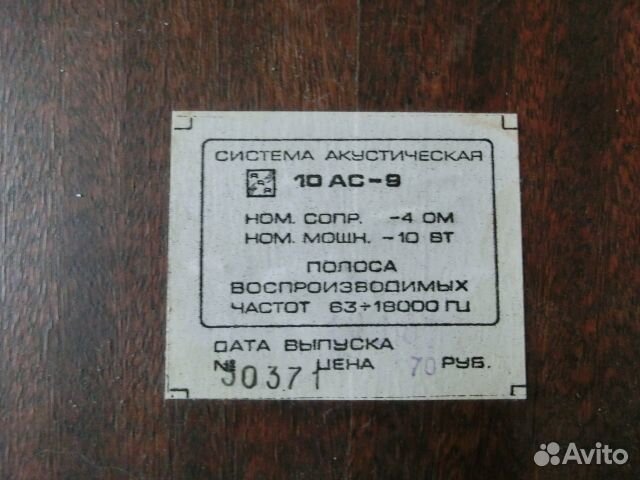 СИСТЕМА АКУСТИЧЕСКАЯ
10 АС-9
НОМ. СОПР. -4 ОМ
НОМ. МОЩН. -10 ВТ
ПОЛОСА
ВОСПРОИЗВОДИМЫХ
ЧАСТОТ 63÷18000 ГЦ
ДАТА ВЫПУСКА
№ 90371 ЦЕНА 70 РУБ.
Avito